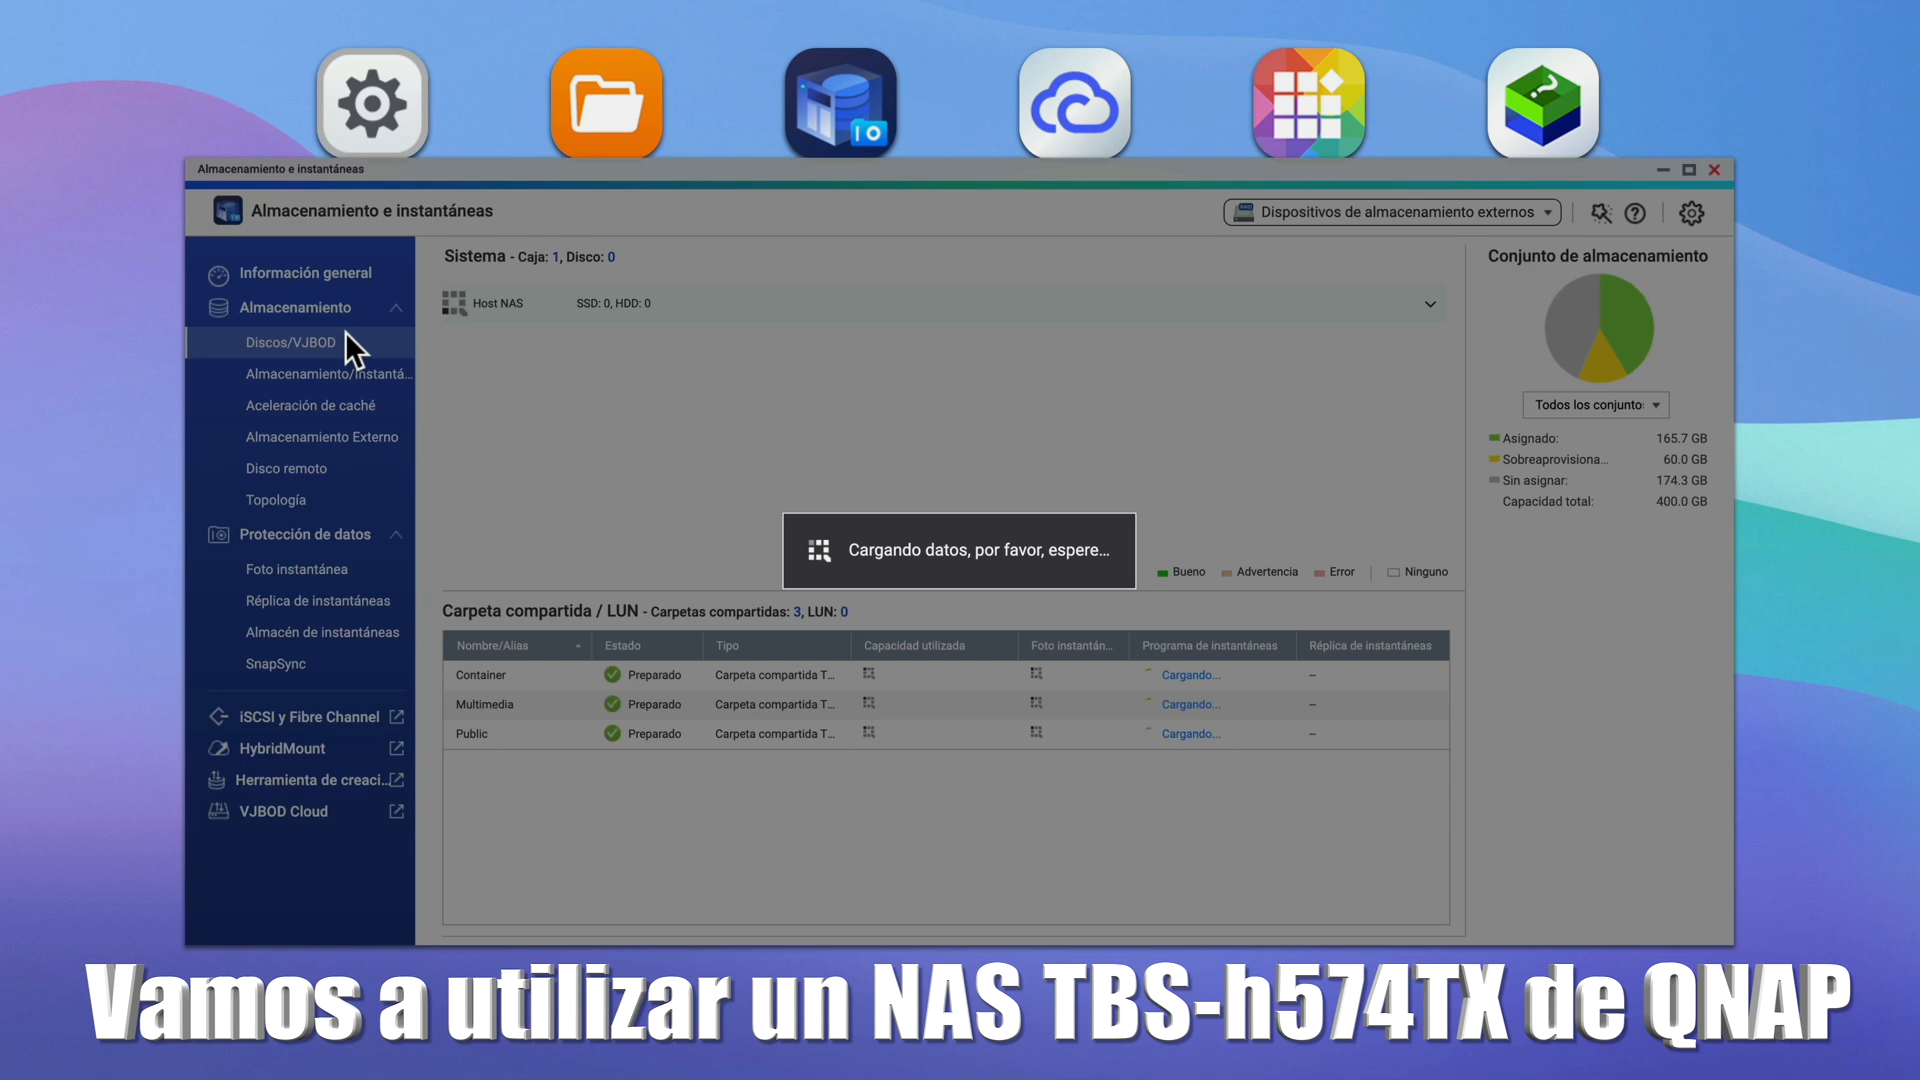 Almacenamiento e instantáneas
Almacenamiento e instantáneas
Dispositivos de almacenamiento externos
Información general
Almacenamiento
Discos/VJBOD
Almacenamiento/Instantá...
Aceleración de caché
Almacenamiento Externo
Disco remoto
Topología
Protección de datos
Foto instantánea
Réplica de instantáneas
Almacén de instantáneas
SnapSync
iSCSI y Fibre Channel
HybridMount
Herramienta de creaci...
VJBOD Cloud
Sistema - Caja: 1, Disco: 0
Host NAS SSD: 0, HDD: 0
Cargando datos, por favor, espere...
Bueno Advertencia Error Ninguno
Carpeta compartida / LUN - Carpetas compartidas: 3, LUN: 0
Nombre/Alias Estado Tipo Capacidad utilizada Foto instantán... Programa de instantáneas Réplica de instantáneas
Container Preparado Carpeta compartida T... Cargando... --
Multimedia Preparado Carpeta compartida T... Cargando... --
Public Preparado Carpeta compartida T... Cargando... --
Conjunto de almacenamiento
Todos los conjunto:
Asignado: 165.7 GB
Sobreaprovisiona... 60.0 GB
Sin asignar: 174.3 GB
Capacidad total: 400.0 GB
Vamos a utilizar un NAS TBS-h574TX de QNAP